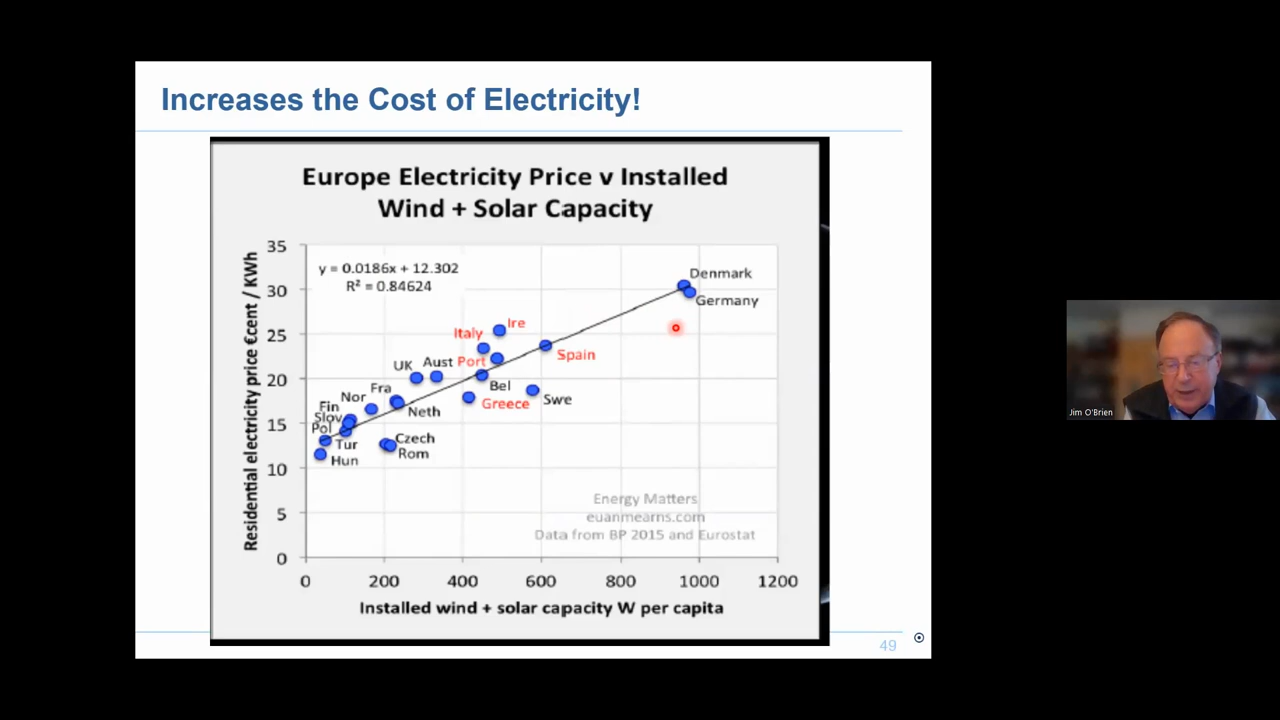 Increases the Cost of Electricity!
Europe Electricity Price v Installed
Wind + Solar Capacity
Residential electricity price €cent / KWh
35
30
25
20
15
10
5
0
y = 0.0186x + 12.302
R² = 0.84624
Denmark
Germany
Ire
Italy
Spain
UK
Aust
Port
Bel
Swe
Greece
Fra
Nor
Neth
Fin
Slov
Pol
Tur
Hun
Czech
Rom
Energy Matters
euanmearns.com
Data from BP 2015 and Eurostat
0
200
400
600
800
1000
1200
Installed wind + solar capacity W per capita
49
Jim O'Brien